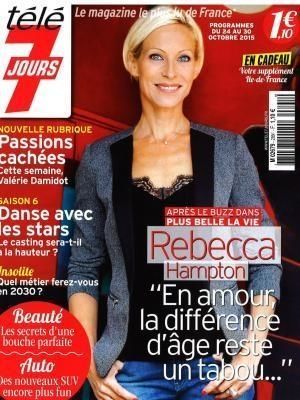 Le magazine le plus lu de France
télé
7
JOURS
PROGRAMMES
DU 24 AU 30
OCTOBRE 2015
1€
,10
EN CADEAU
Votre supplément
Île-de-France
NOUVELLE RUBRIQUE
Passions
cachées
Cette semaine,
Valérie Damidot
SAISON 6
Danse avec
les stars
Le casting sera-t-il
à la hauteur ?
Insolite
Quel métier ferez-vous
en 2030 ?
Beauté
Les secrets d'une
bouche parfaite
Auto
Des nouveaux SUV
encore plus fun
APRÈS LE BUZZ DANS
PLUS BELLE LA VIE
Rebecca
Hampton
“En amour,
la différence
d'âge reste
un tabou...”